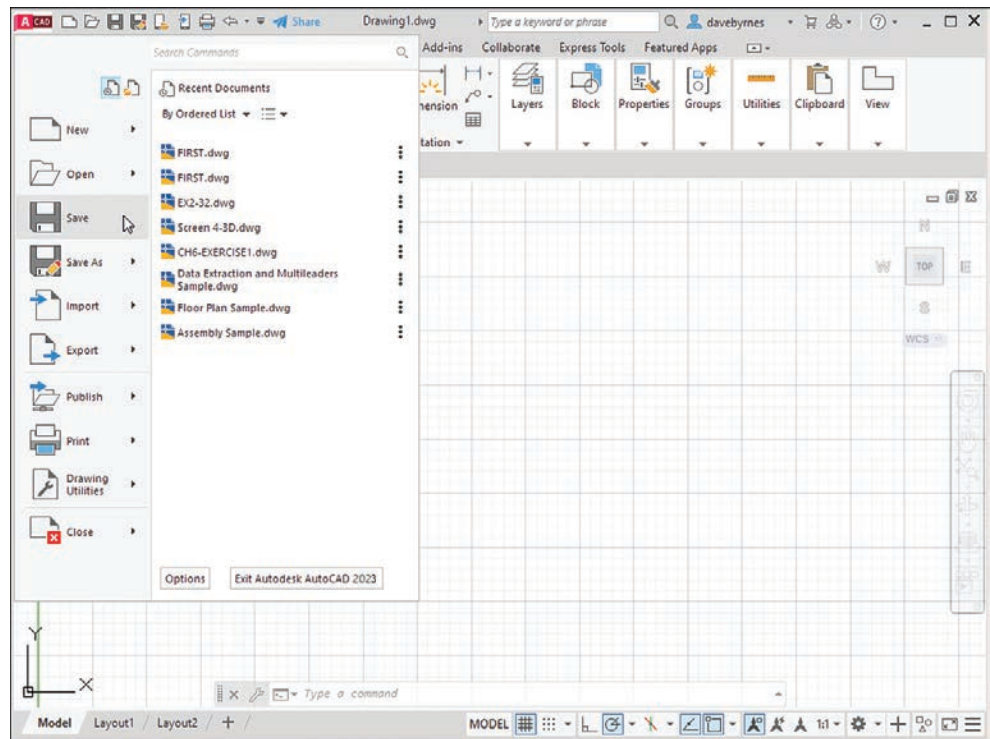 A CAD Share Drawing1.dwg Type a keyword or phrase davebyrnes
Search Commands
Add-ins Collaborate Express Tools Featured Apps
Recent Documents
By Ordered List
New
Open
Save
Save As
Import
Export
Publish
Print
Drawing
Utilities
Close
FIRST.dwg
FIRST.dwg
EX2-32.dwg
Screen 4-3D.dwg
CH6-EXERCISE1.dwg
Data Extraction and Multileaders
Sample.dwg
Floor Plan Sample.dwg
Assembly Sample.dwg
Options Exit Autodesk AutoCAD 2023
mension Layers Block Properties Groups Utilities Clipboard View
tation
N
W TOP E
S
WCS
Y
X
Type a command
Model Layout1 Layout2 + MODEL 1:1